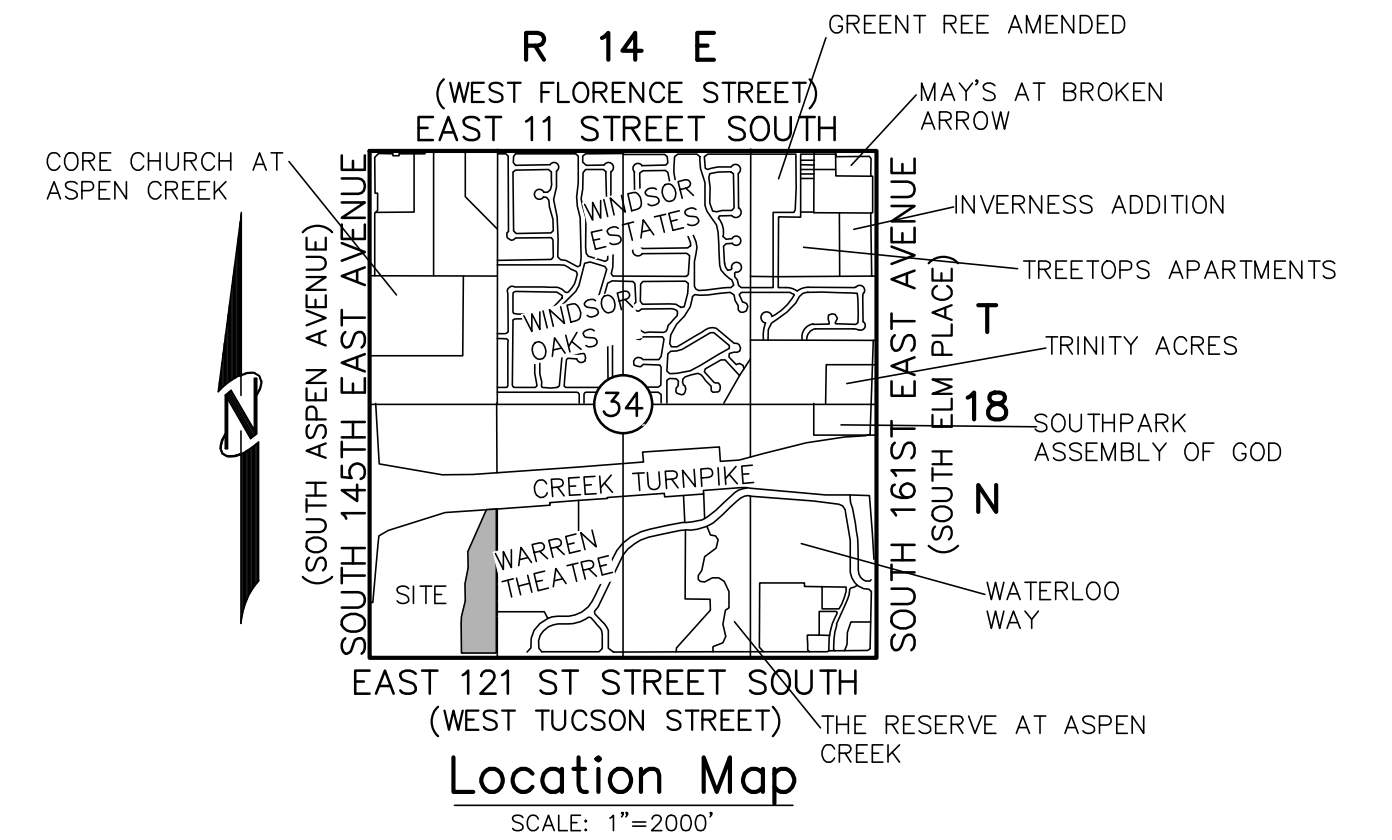 GREENT REE AMENDED
R 14 E
(WEST FLORENCE STREET)
EAST 11 STREET SOUTH
MAY'S AT BROKEN
ARROW
CORE CHURCH AT
ASPEN CREEK
INVERNESS ADDITION
TREETOPS APARTMENTS
WINDSOR
ESTATES
WINDSOR
OAKS
(SOUTH ASPEN AVENUE)
SOUTH 145TH EAST AVENUE
SOUTH 161ST EAST AVENUE
(SOUTH ELM PLACE)
T
18
N
TRINITY ACRES
34
SOUTHPARK
ASSEMBLY OF GOD
N
CREEK TURNPIKE
WARREN
THEATRE
SITE
WATERLOO
WAY
EAST 121 ST STREET SOUTH
(WEST TUCSON STREET)
THE RESERVE AT ASPEN
CREEK
Location Map
SCALE: 1"=2000'